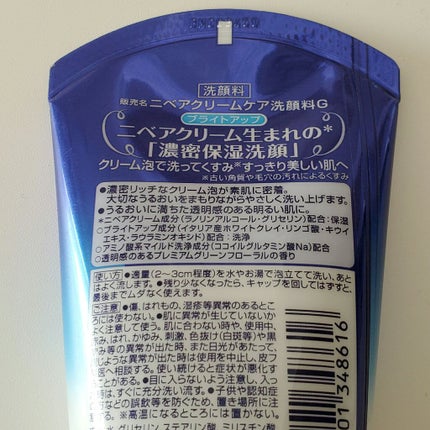 洗顔料
販売名 ニベアクリームケア洗顔料G
ブライトアップ
ニベアクリーム生まれの*
「濃密保湿洗顔」
クリーム泡で洗ってくすみ※すっきり美しい肌へ
※古い角質や毛穴の汚れによるくすみ
●濃密リッチなクリーム泡が素肌に密着。
大切なうるおいをまもりながらやさしく洗い上げます。
●うるおいに満ちた透明感のある明るい肌に。
*ニベアクリーム成分(ラノリンアルコール・グリセリン)配合:保湿
○ブライトアップ成分(イタリア産ホワイトクレイ・リンゴ酸・キウイ
エキス・ラウラミンオキシド)配合:洗浄
○アミノ酸系マイルド洗浄成分(ココイルグルタミン酸Na)配合
○透明感のあるプレミアムグリーンフローラルの香り
使い方 ●適量(2〜3cm程度)を水やお湯で泡立てて洗い、あと
はよく流します。●残り少なくなったら、キャップを回してはずすと、
最後までムダなく使えます。
ご注意 ●傷、はれもの、湿疹等異常のあるところ
には使わない。●肌に異常が生じていないか
よく注意して使う。肌に合わない時や、使用中、
赤み、はれ、かゆみ、刺激、色抜け(白斑等)や黒
ずみ等の異常が出た時、また日光があたって
ような異常が出た時は使用を中止し、皮フ
医へ相談する。使い続けると症状が悪化す
ることがある。●目に入らないよう注意し、入っ
時は、すぐに充分洗い流す。●子供や認知症
などの誤飲等を防ぐため、置き場所に注
する。※高温になるところには置かない。
水、グリセリン、ステアリン酸、ミリスチン酸
01 348616